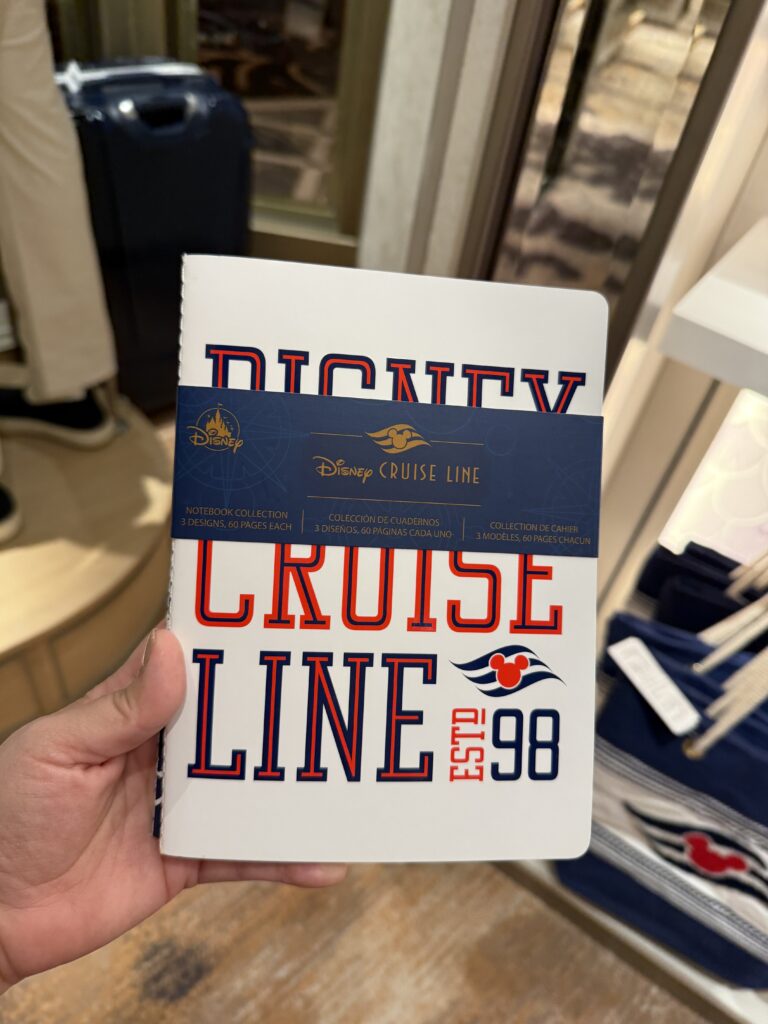 DISNEY
Disney
Disney CRUISE LINE
NOTEBOOK COLLECTION
3 DESIGNS, 60 PAGES EACH
COLECCIÓN DE CUADERNOS
3 DISEÑOS, 60 PÁGINAS CADA UNO
COLLECTION DE CAHIER
3 MODÈLES, 60 PAGES CHACUN
CRUISE
LINE
ESTD 98